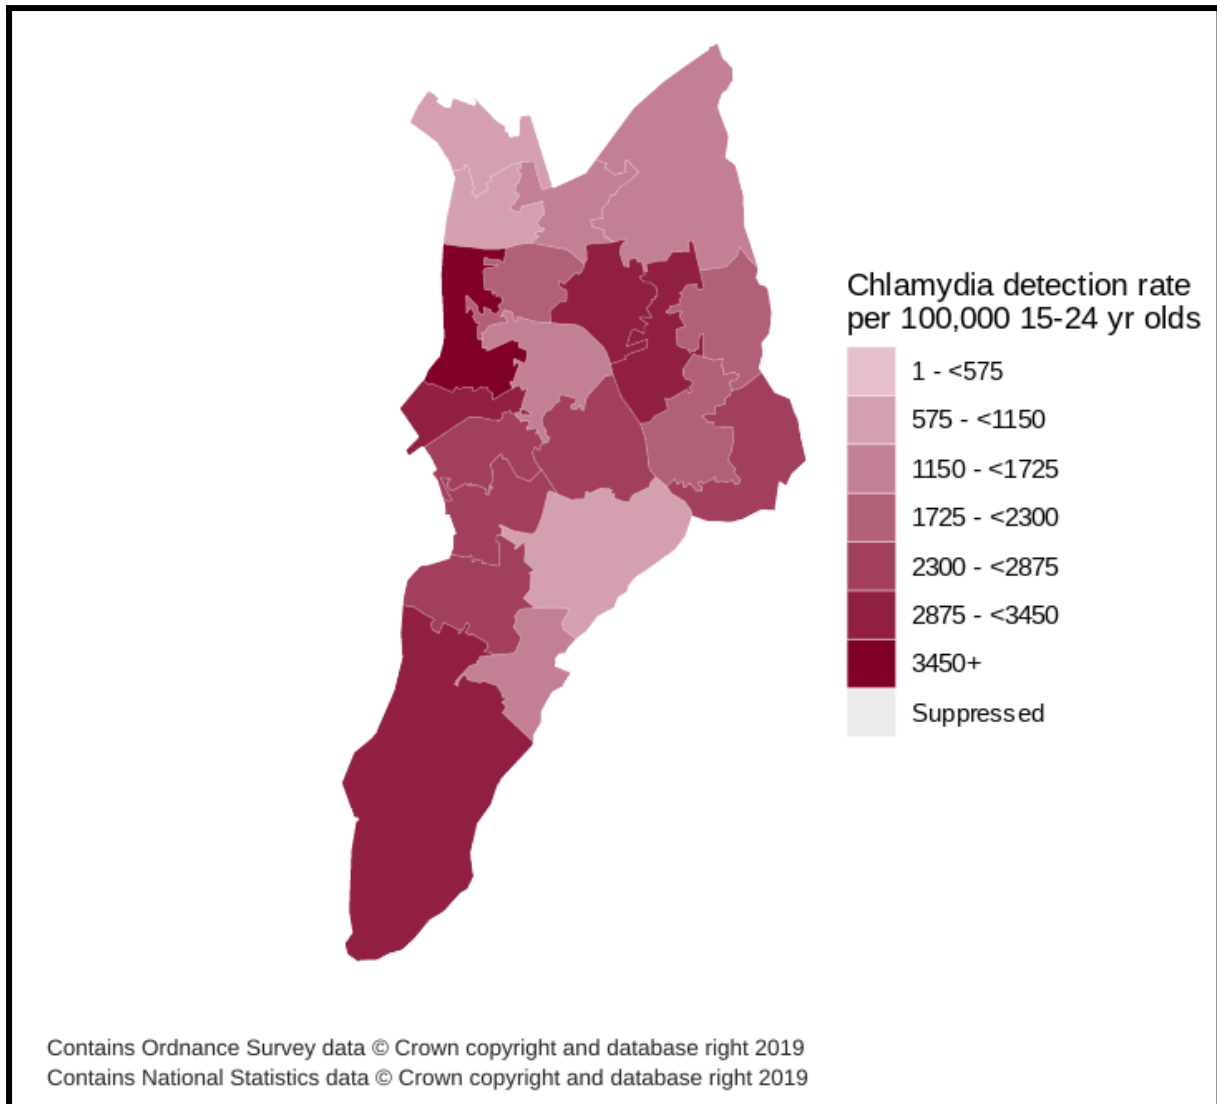 Chlamydia detection rate
per 100,000 15-24 yr olds
1 - <575
575 - <1150
1150 - <1725
1725 - <2300
2300 - <2875
2875 - <3450
3450+
Suppressed
Contains Ordnance Survey data © Crown copyright and database right 2019
Contains National Statistics data © Crown copyright and database right 2019